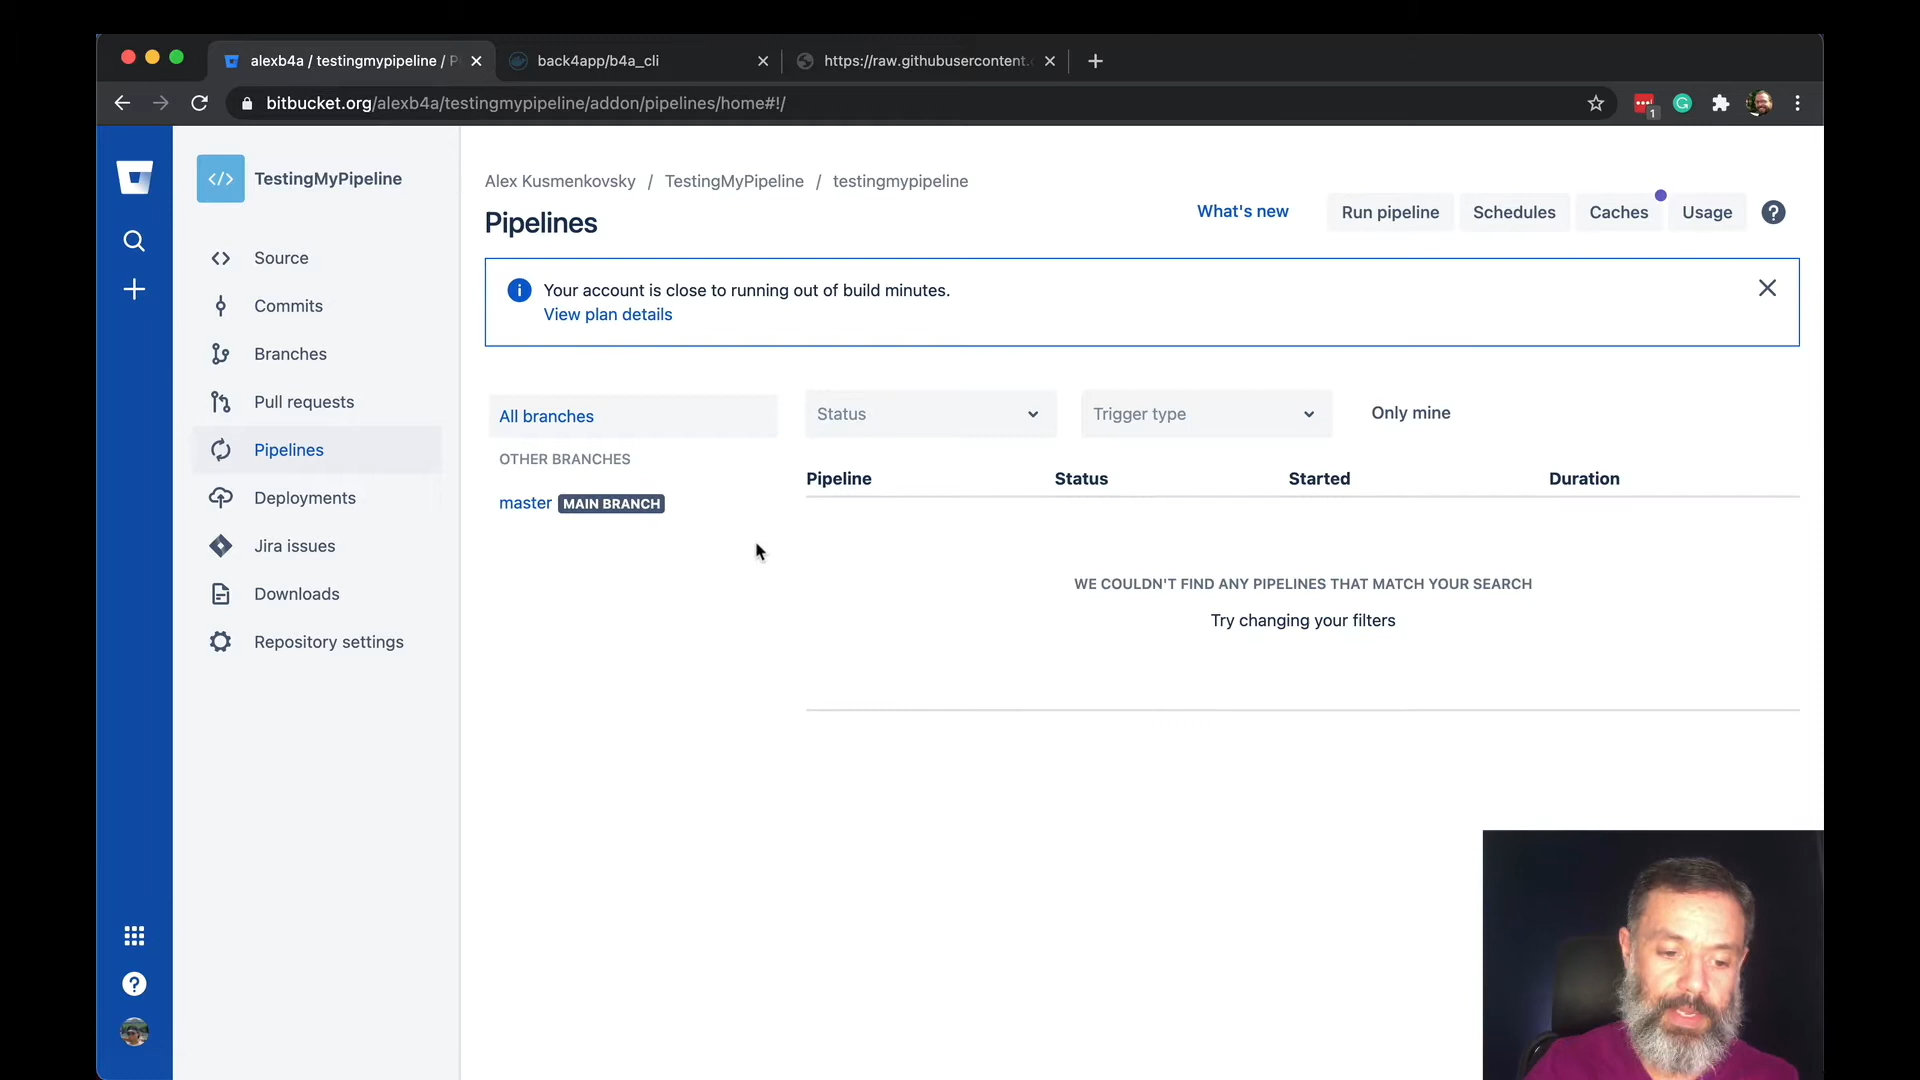 alexb4a / testingmypipeline / P
back4app/b4a_cli
https://raw.githubusercontent.
bitbucket.org/alexb4a/testingmypipeline/addon/pipelines/home#!/
1
TestingMyPipeline
Source
Commits
Branches
Pull requests
Pipelines
Deployments
Jira issues
Downloads
Repository settings
Alex Kusmenkovsky / TestingMyPipeline / testingmypipeline
Pipelines
What's new
Run pipeline
Schedules
Caches
Usage
Your account is close to running out of build minutes.
View plan details
All branches
OTHER BRANCHES
master MAIN BRANCH
Status
Trigger type
Only mine
Pipeline Status Started Duration
WE COULDN'T FIND ANY PIPELINES THAT MATCH YOUR SEARCH
Try changing your filters